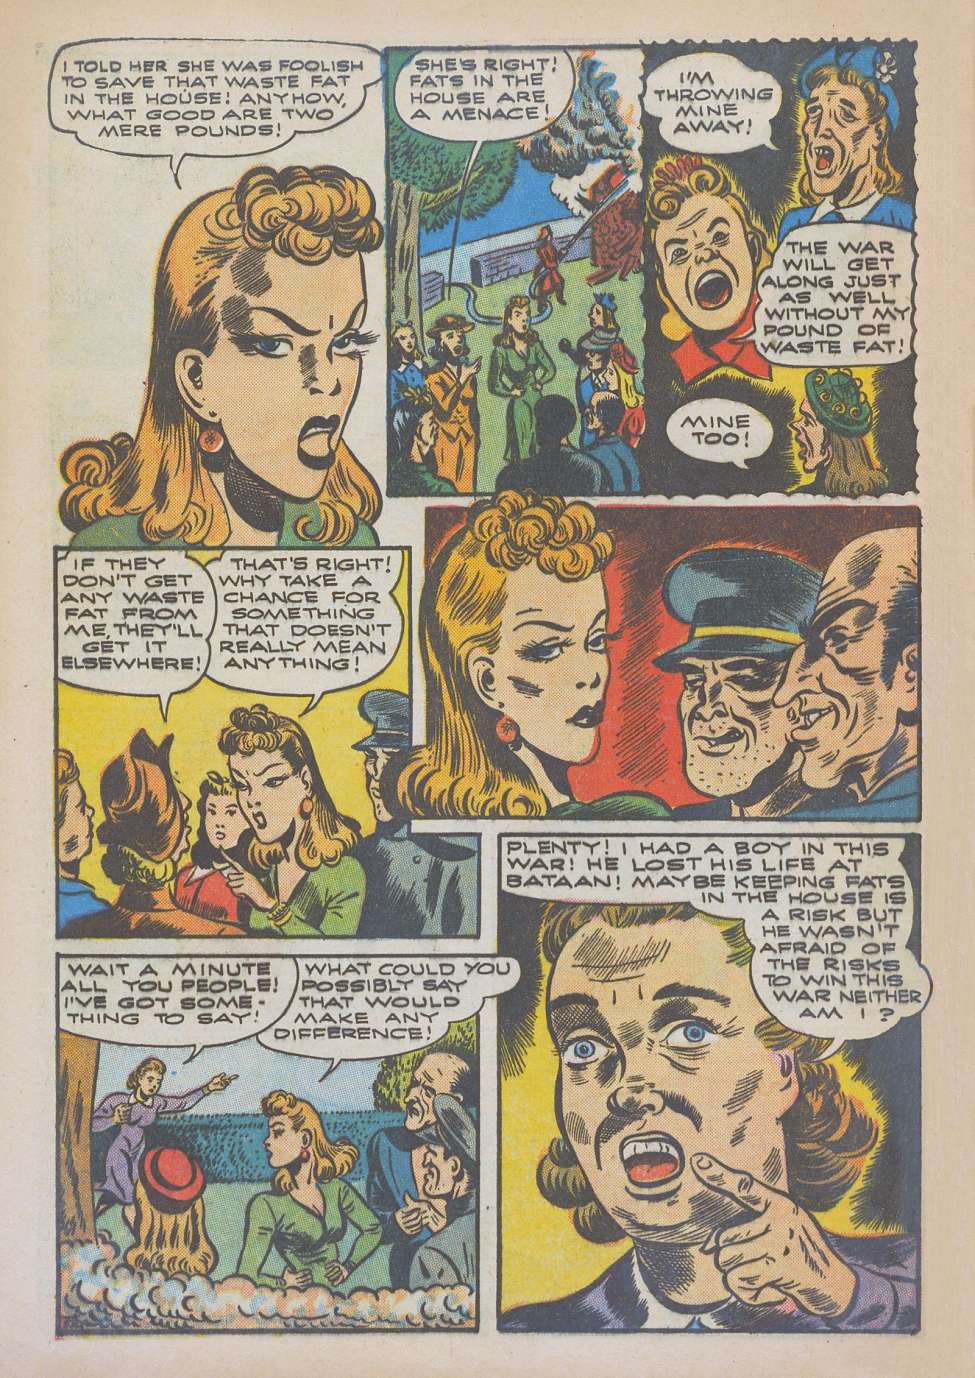 I TOLD HER SHE WAS FOOLISH
TO SAVE THAT WASTE FAT
IN THE HOUSE! ANYHOW,
WHAT GOOD ARE TWO
MERE POUNDS!
SHE'S RIGHT!
FATS IN THE
HOUSE ARE
A MENACE!
I'M
THROWING
MINE
AWAY!
THE WAR
WILL GET
ALONG JUST
AS WELL
WITHOUT MY
POUND OF
WASTE FAT!
MINE
TOO!
IF THEY
DON'T GET
ANY WASTE
FAT FROM
ME, THEY'LL
GET IT
ELSEWHERE!
THAT'S RIGHT!
WHY TAKE A
CHANCE FOR
SOMETHING
THAT DOESN'T
REALLY MEAN
ANYTHING!
WAIT A MINUTE
ALL YOU PEOPLE!
I'VE GOT SOME-
THING TO SAY!
WHAT COULD YOU
POSSIBLY SAY
THAT WOULD
MAKE ANY
DIFFERENCE!
PLENTY! I HAD A BOY IN THIS
WAR! HE LOST HIS LIFE AT
BATAAN! MAYBE KEEPING FATS
IN THE HOUSE IS
A RISK BUT
HE WASN'T
AFRAID OF
THE RISKS
TO WIN THIS
WAR NEITHER
AM I?